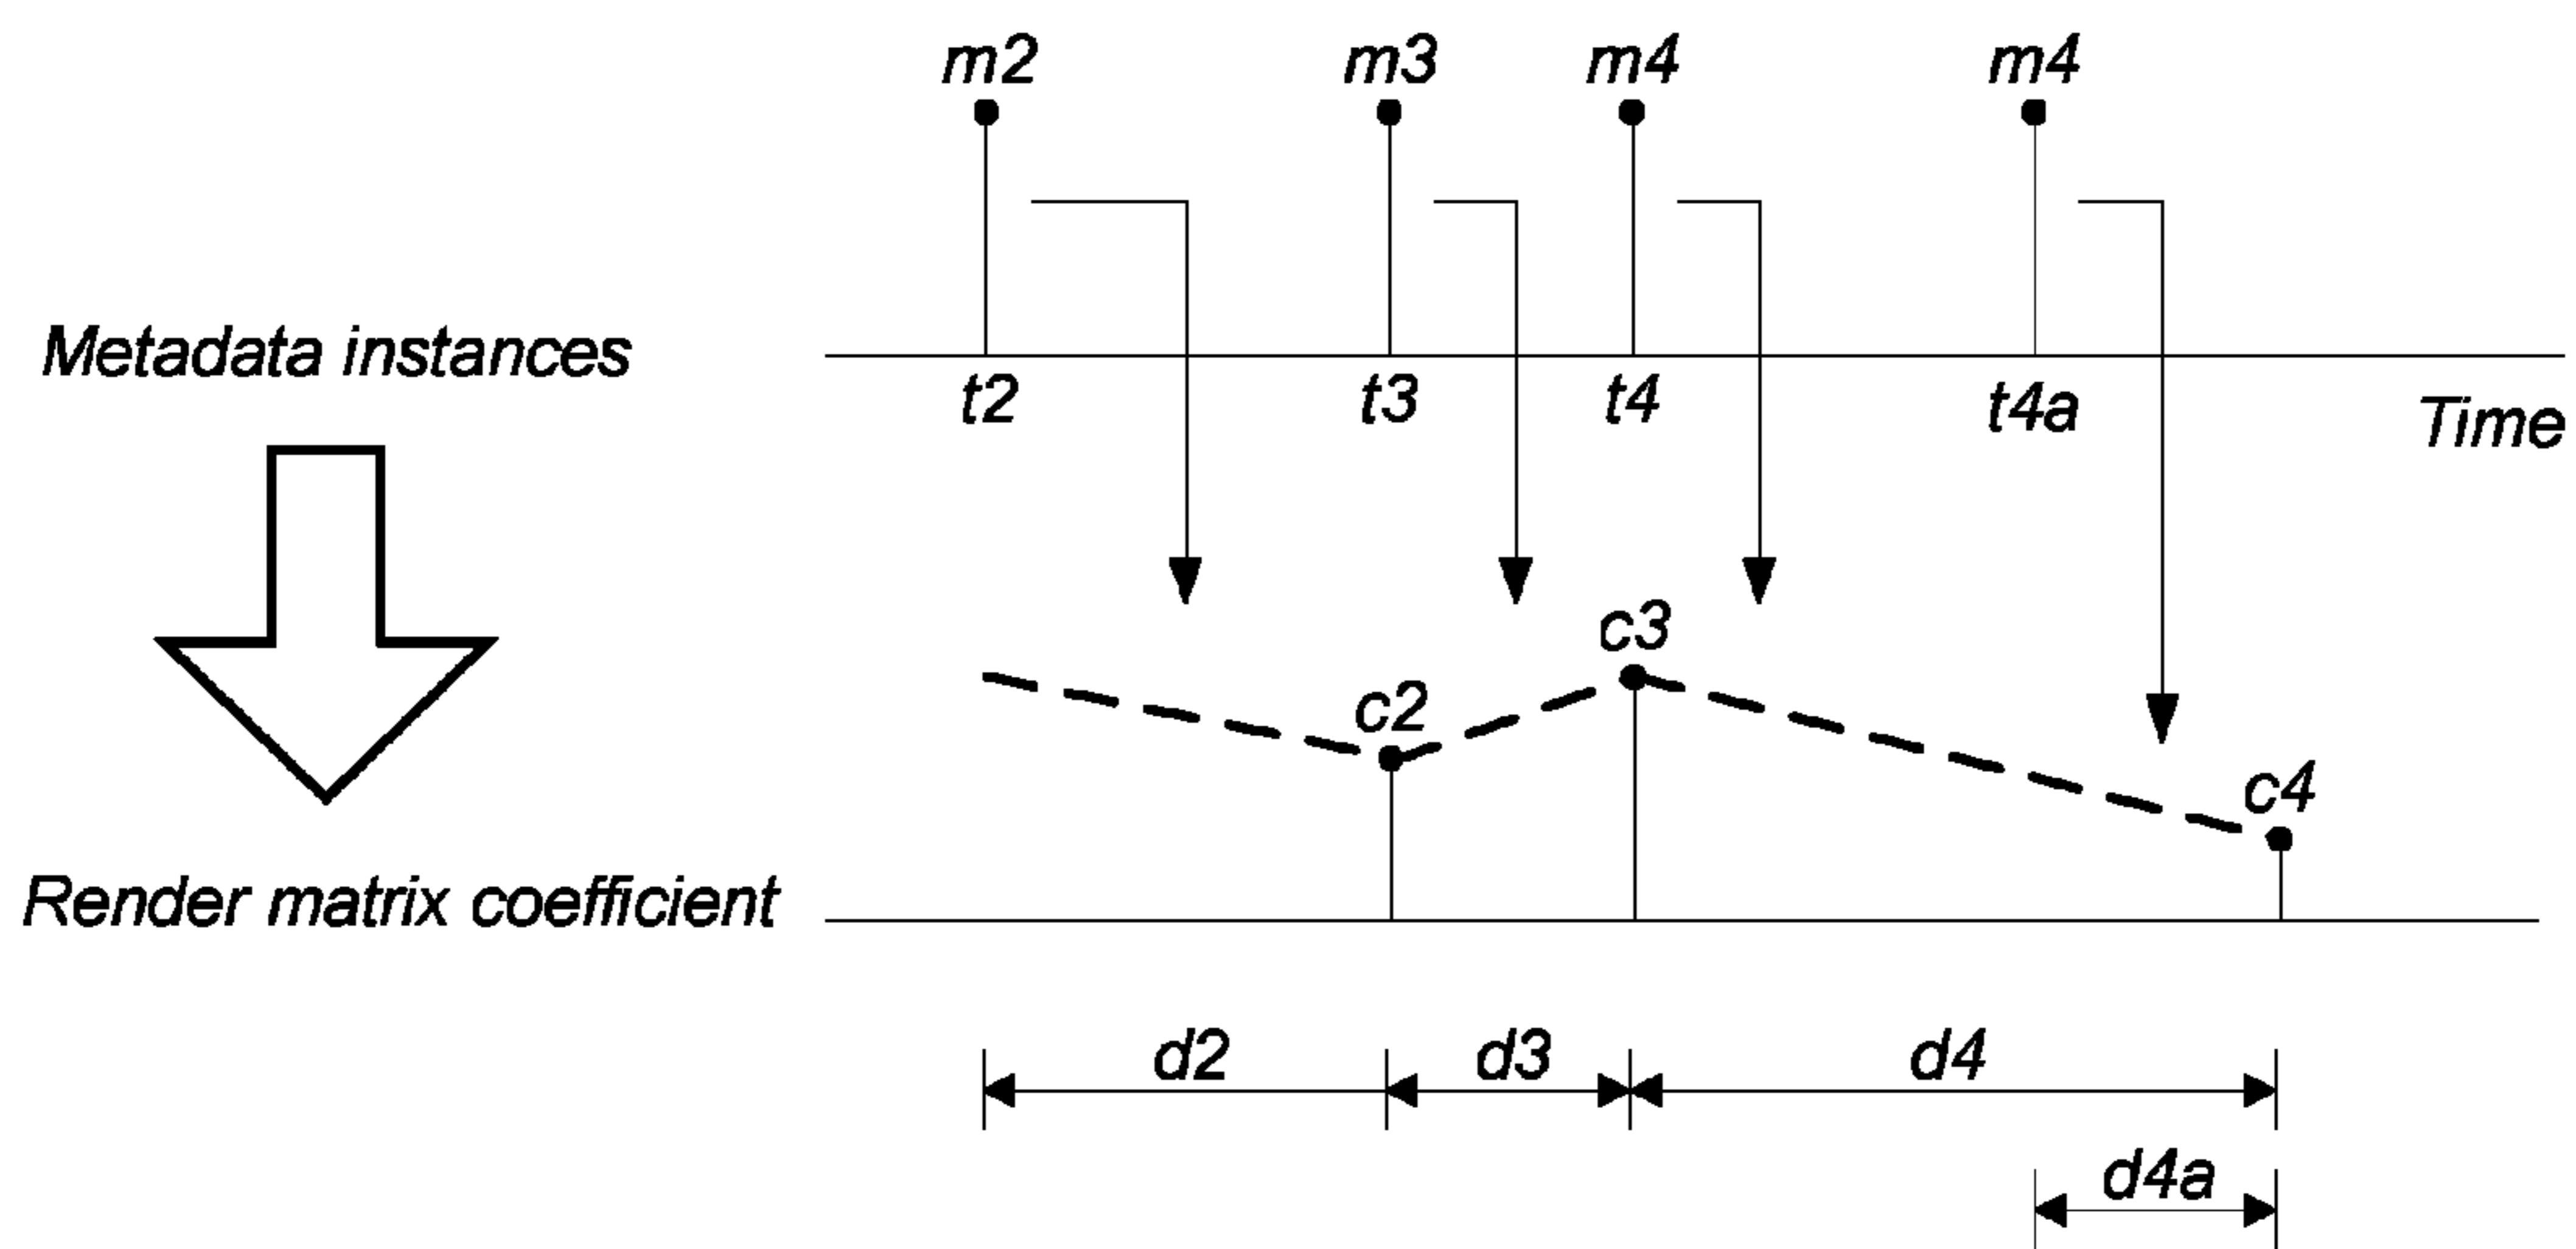 m2 m3 m4 m4
Metadata instances
t2 t3 t4 t4a Time
c3
c2
c4
Render matrix coefficient
d2 d3 d4
d4a